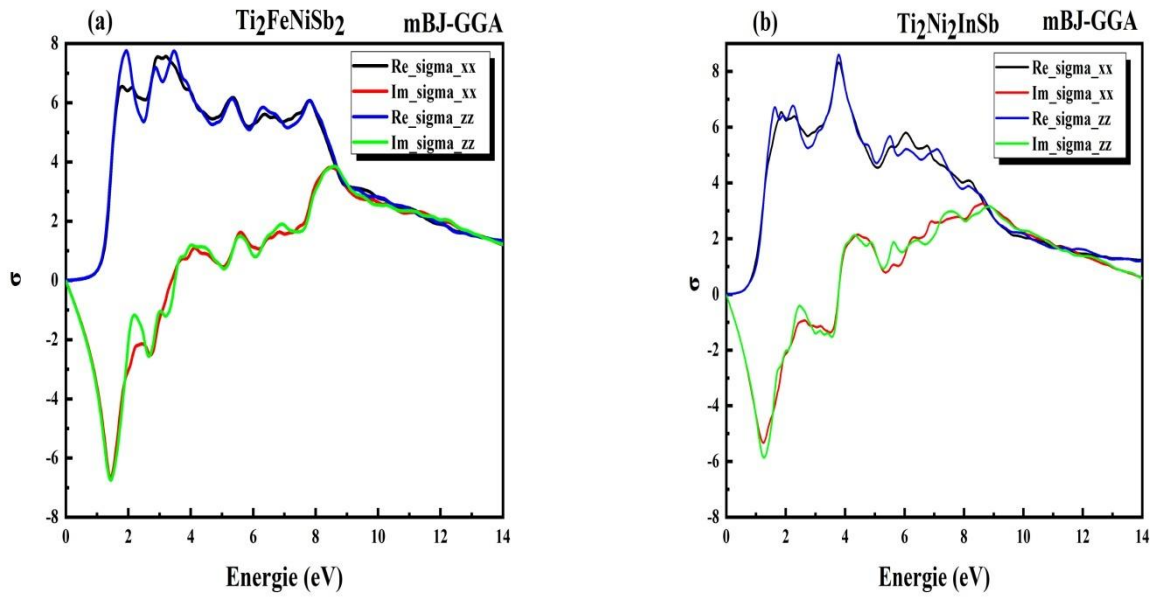 (a) Ti₂FeNiSb₂ mBJ-GGA
Re_sigma_xx
Im_sigma_xx
Re_sigma_zz
Im_sigma_zz
8
6
4
2
0
-2
-4
-6
-8
σ
0 2 4 6 8 10 12 14
Energie (eV)
(b) Ti₂Ni₂InSb mBJ-GGA
Re_sigma_xx
Im_sigma_xx
Re_sigma_zz
Im_sigma_zz
8
6
4
2
0
-2
-4
-6
-8
σ
0 2 4 6 8 10 12 14
Energie (eV)